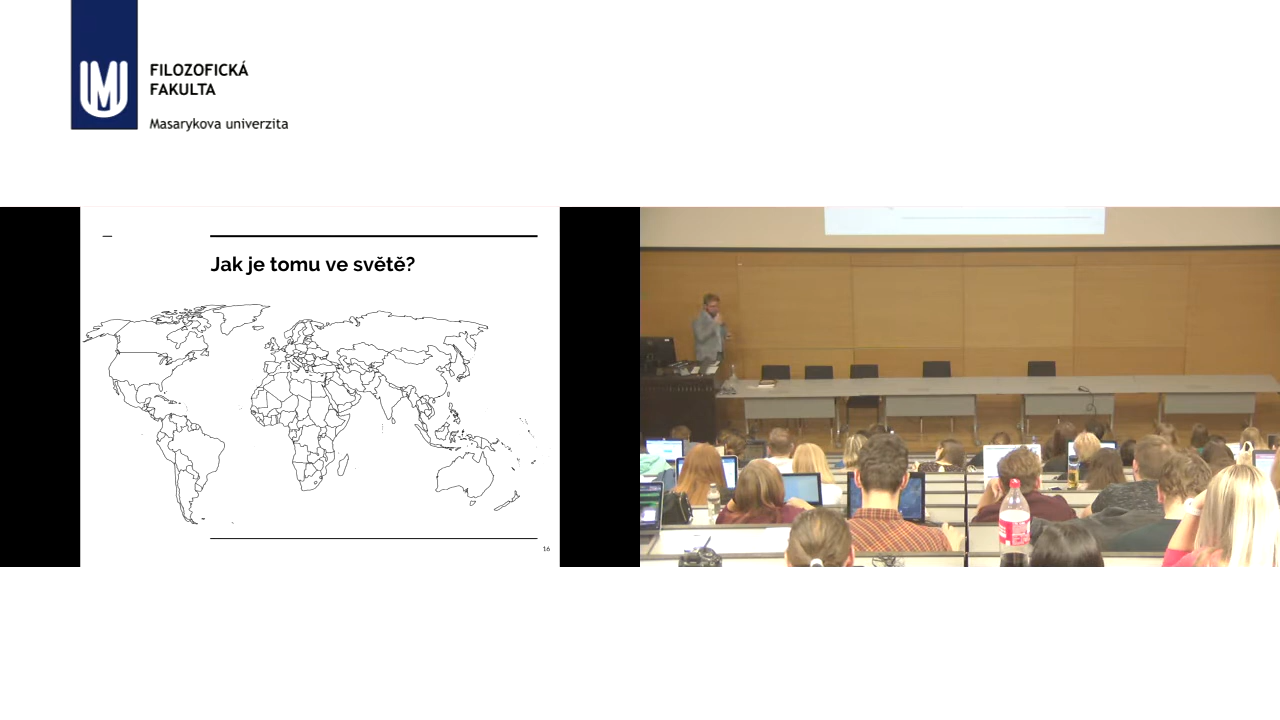 FILOZOFICKÁ
FAKULTA
Masarykova univerzita
Jak je tomu ve světě?
16